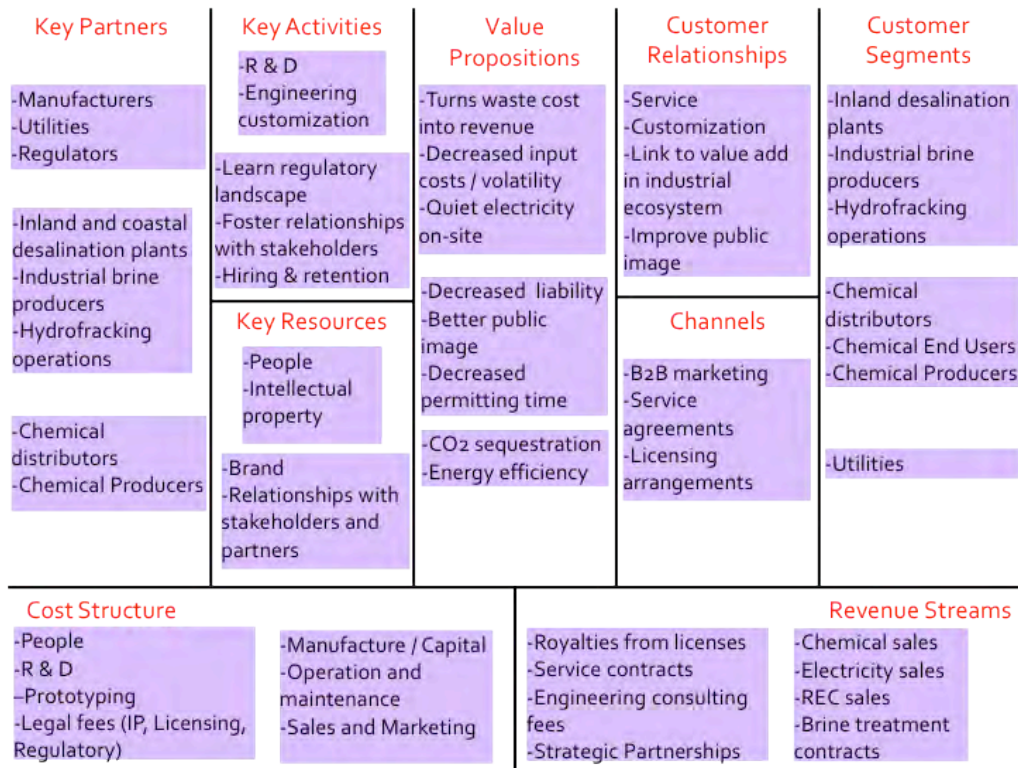 Key Partners
-Manufacturers
-Utilities
-Regulators
-Inland and coastal
desalination plants
-Industrial brine
producers
-Hydrofracking
operations
-Chemical
distributors
-Chemical Producers
Key Activities
-R & D
-Engineering
customization
-Learn regulatory
landscape
-Foster relationships
with stakeholders
-Hiring & retention
Key Resources
-People
-Intellectual
property
-Brand
-Relationships with
stakeholders and
partners
Value
Propositions
-Turns waste cost
into revenue
-Decreased input
costs / volatility
-Quiet electricity
on-site
-Decreased liability
-Better public
image
-Decreased
permitting time
-CO2 sequestration
-Energy efficiency
Customer
Relationships
-Service
-Customization
-Link to value add
in industrial
ecosystem
-Improve public
image
Channels
-B2B marketing
-Service
agreements
-Licensing
arrangements
Customer
Segments
-Inland desalination
plants
-Industrial brine
producers
-Hydrofracking
operations
-Chemical
distributors
-Chemical End Users
-Chemical Producers
-Utilities
Cost Structure
-People
-R & D
–Prototyping
-Legal fees (IP, Licensing,
Regulatory)
-Manufacture / Capital
-Operation and
maintenance
-Sales and Marketing
Revenue Streams
-Royalties from licenses
-Service contracts
-Engineering consulting
fees
-Strategic Partnerships
-Chemical sales
-Electricity sales
-REC sales
-Brine treatment
contracts